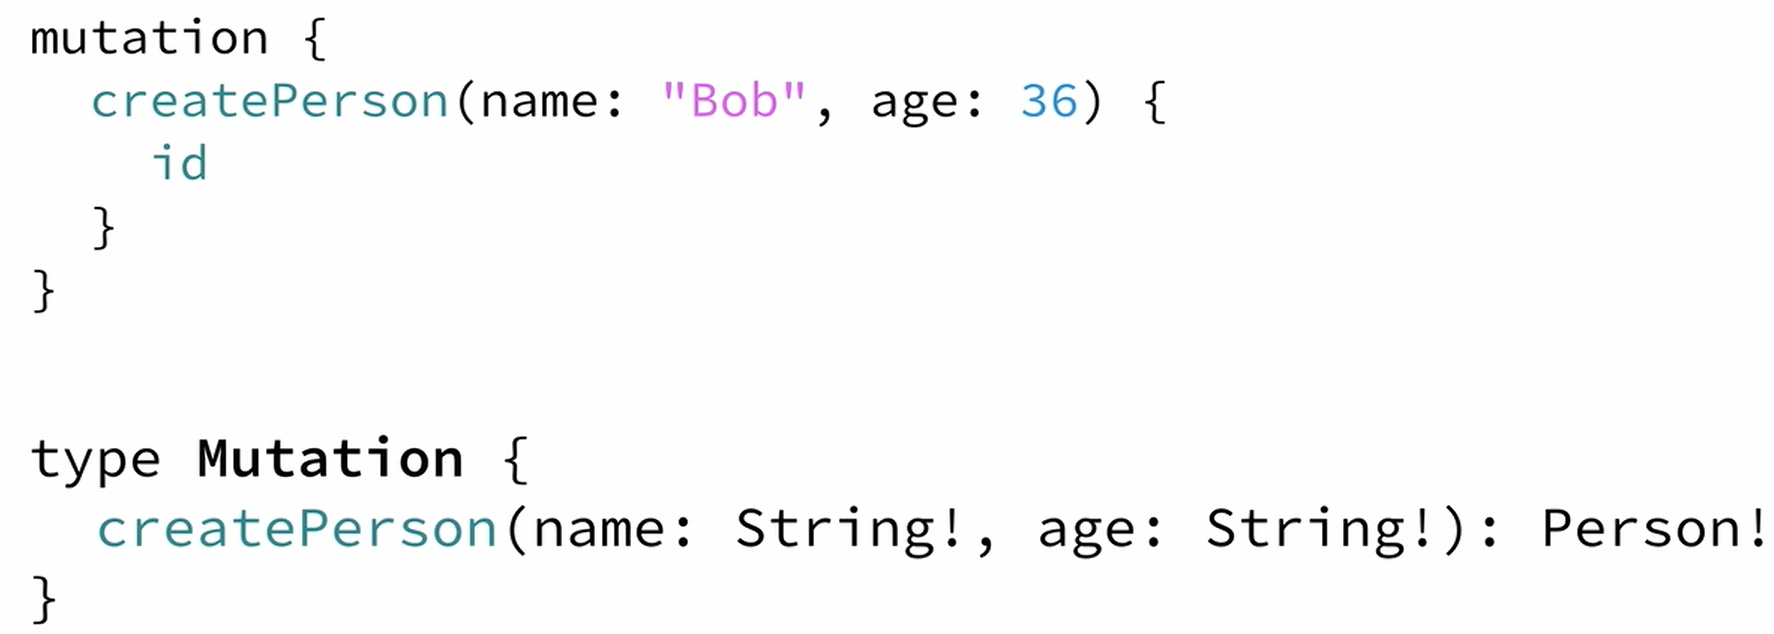 mutation {
  createPerson(name: "Bob", age: 36) {
    id
  }
}
type Mutation {
  createPerson(name: String!, age: String!): Person!
}